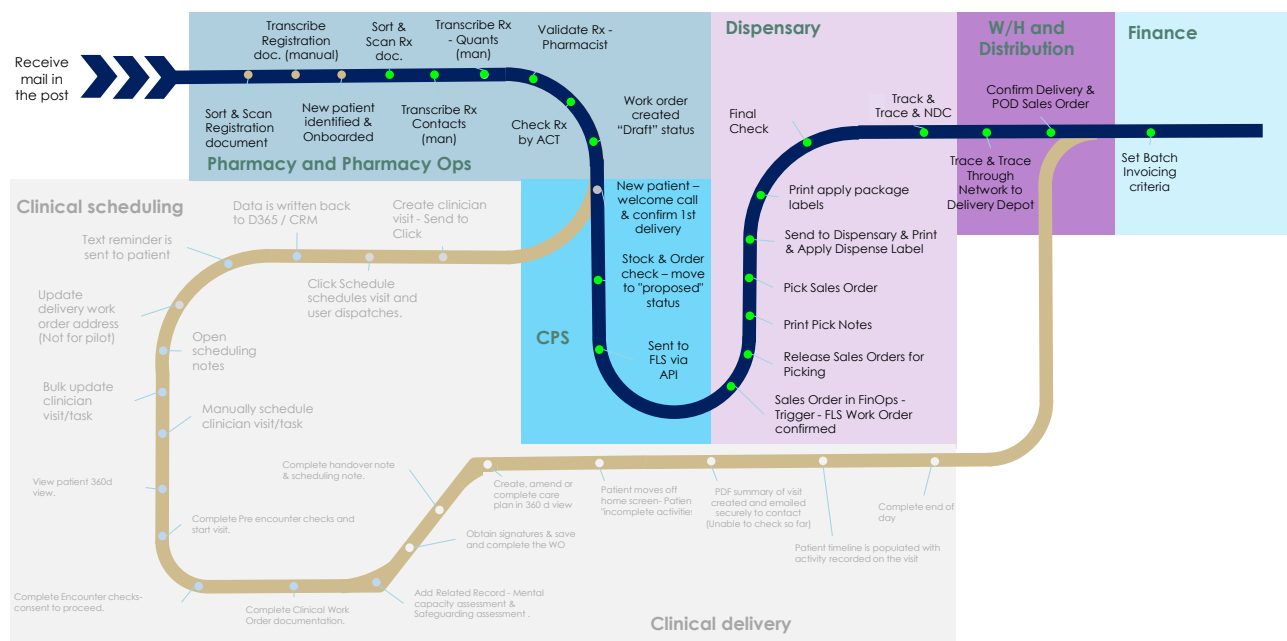 Receive
mail in
the post
Transcribe
Registration
doc. (manual)
Sort &
Scan Rx
doc.
Transcribe Rx
- Quants
(man)
Validate Rx -
Pharmacist
Sort & Scan
Registration
document
New patient
identified &
Onboarded
Transcribe Rx
Contacts
(man)
Check Rx
by ACT
Work order
created
“Draft” status
Pharmacy and Pharmacy Ops
Dispensary
Final
Check
Track &
Trace & NDC
W/H and
Distribution
Confirm Delivery &
POD Sales Order
Trace & Trace
Through
Network to
Delivery Depot
Finance
Set Batch
Invoicing
criteria
New patient –
welcome call
& confirm 1st
delivery
Stock & Order
check – move
to "proposed"
status
CPS
Sent to
FLS via
API
Print apply package
labels
Send to Dispensary & Print
& Apply Dispense Label
Pick Sales Order
Print Pick Notes
Release Sales Orders for
Picking
Sales Order in FinOps -
Trigger - FLS Work Order
confirmed
Clinical scheduling
Data is written back
to D365 / CRM
Create clinician
visit - Send to
Click
Text reminder is
sent to patient
Click Schedule
schedules visit and
user dispatches.
Update
delivery work
order address
(Not for pilot)
Open
scheduling
notes
Bulk update
clinician
visit/task
Manually schedule
clinician visit/task
View patient 360d
view.
Complete Pre encounter checks and
start visit.
Complete Encounter checks-
consent to proceed.
Complete Clinical Work
Order documentation.
Add Related Record - Mental
capacity assessment &
Safeguarding assessment .
Obtain signatures & save
and complete the WO
Complete handover note
& scheduling note.
Create, amend or
complete care
plan in 360 d view
Patient moves off
home screen- Patien
"incomplete activities
PDF summary of visit
created and emailed
securely to contact
(Unable to check so far)
Patient timeline is populated with
activity recorded on the visit
Complete end of
day
Clinical delivery